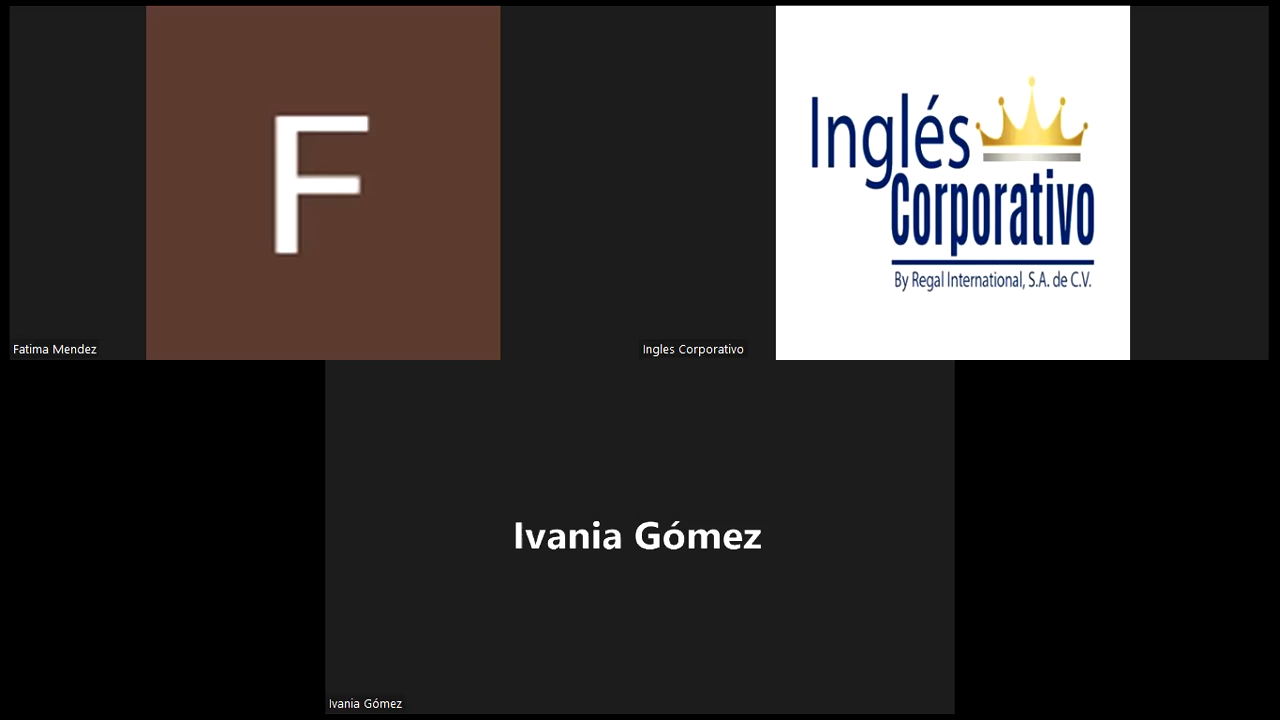 F
Inglés
Corporativo
By Regal International, S.A. de C.V.
Fatima Mendez
Ingles Corporativo
Ivania Gómez
Ivania Gómez